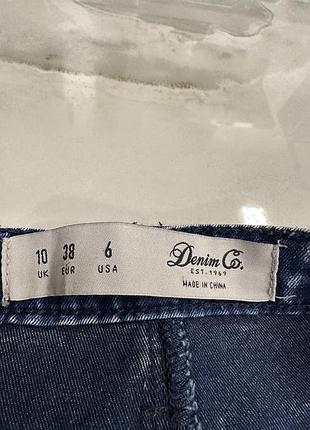 10 38 6
UK EUR USA
Denim Co.
EST. 1969
MADE IN CHINA